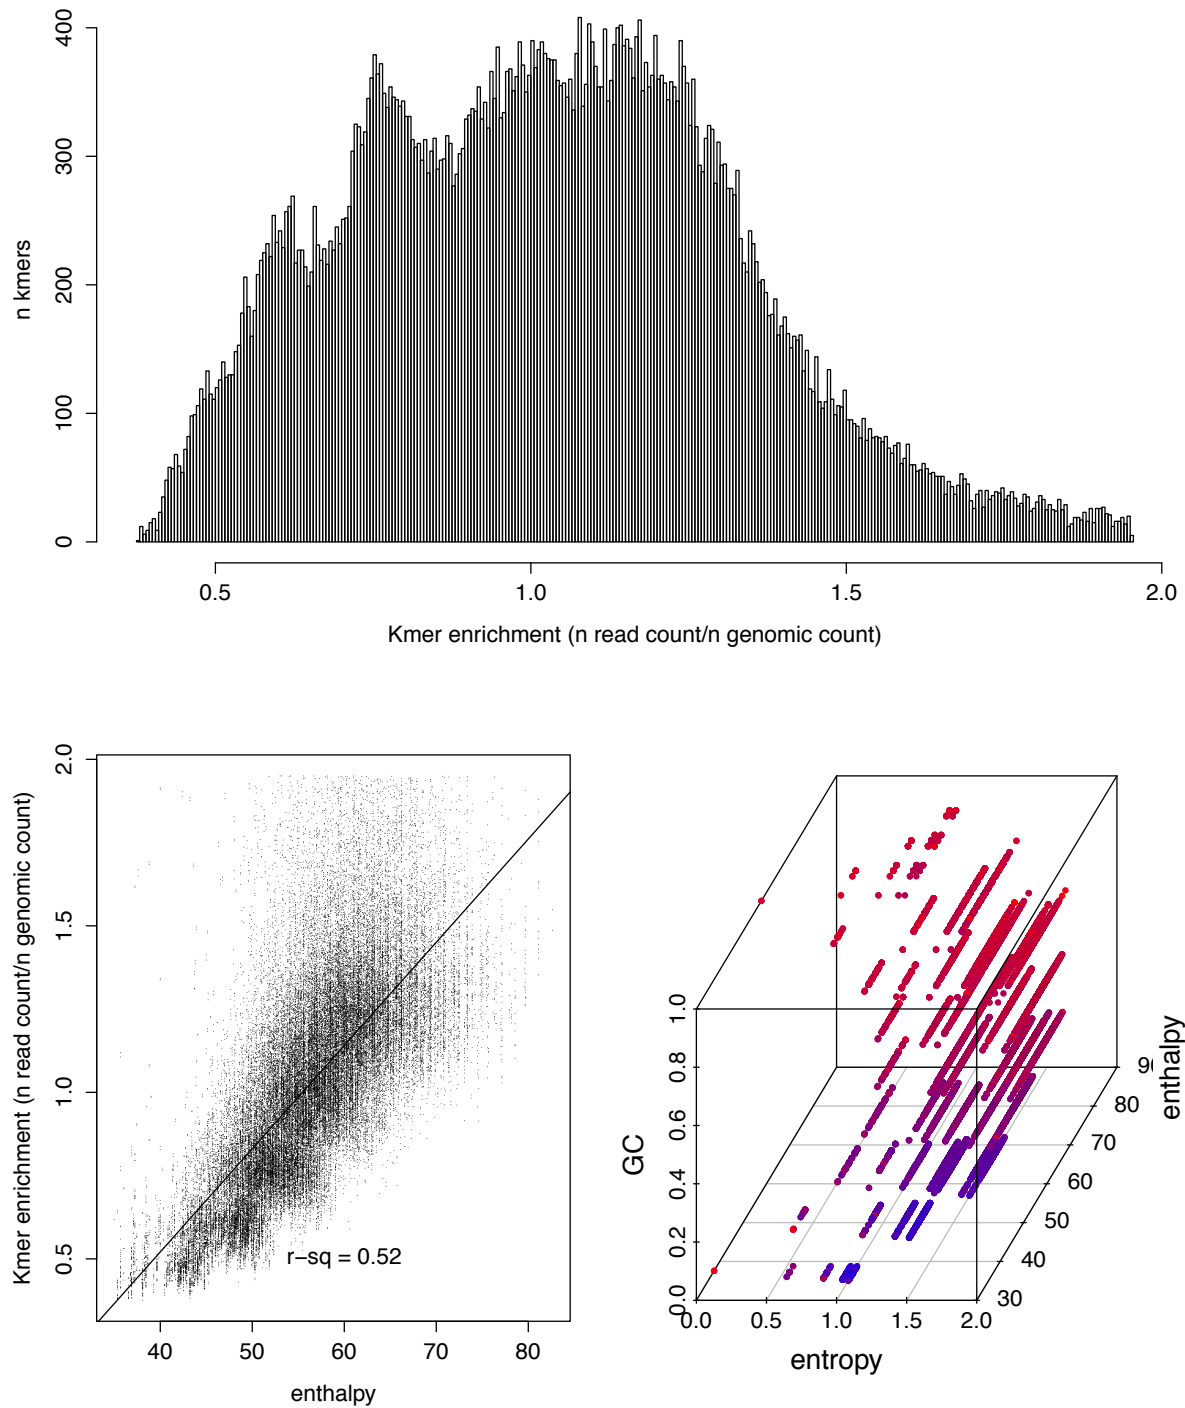 400
300
200
100
0
n kmers
0.5 1.0 1.5 2.0
Kmer enrichment (n read count/n genomic count)
2.0
1.5
1.0
0.5
Kmer enrichment (n read count/n genomic count)
r-sq = 0.52
40 50 60 70 80
enthalpy
1.0
0.8
0.6
0.4
0.2
0.0
GC
0.0 0.5 1.0 1.5 2.0
entropy
90
80
70
60
50
40
30
enthalpy